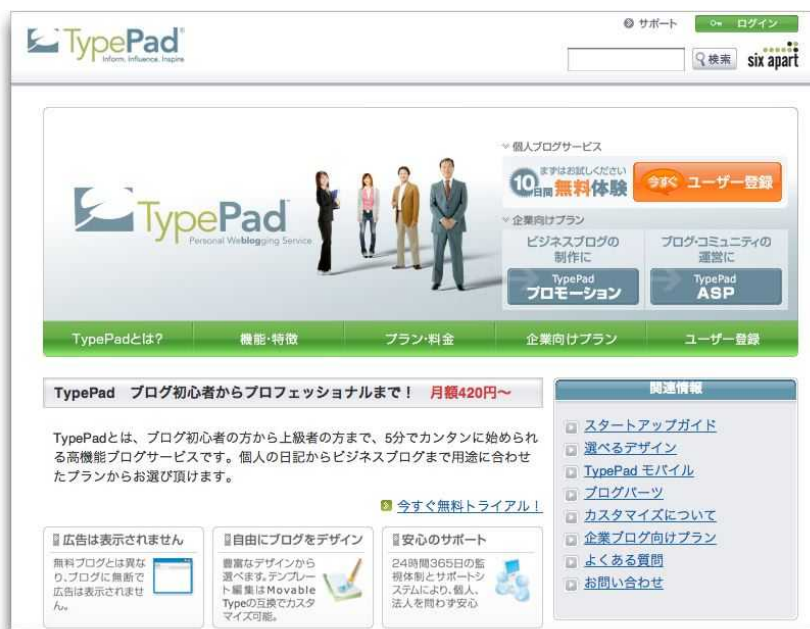 サポート
ログイン
TypePad
Inform. Influence. Inspire
検索
six apart
個人ブログサービス
まずはお試しください
10日間 無料体験
今すぐ ユーザー登録
TypePad
Personal Weblogging Service
企業向けプラン
ビジネスブログの
制作に
ブログ・コミュニティの
運営に
TypePad
プロモーション
TypePad
ASP
TypePadとは?
機能・特徴
プラン・料金
企業向けプラン
ユーザー登録
TypePad ブログ初心者からプロフェッショナルまで! 月額420円〜
TypePadとは、ブログ初心者の方から上級者の方まで、5分でカンタンに始められ
る高機能ブログサービスです。個人の日記からビジネスブログまで用途に合わせ
たプランからお選び頂けます。
今すぐ無料トライアル!
広告は表示されません
無料ブログとは異な
り、ブログに無断で
広告は表示されませ
ん。
自由にブログをデザイン
豊富なデザインから
選べます。テンプレー
ト編集はMovable
Typeの互換でカスタ
マイズ可能。
安心のサポート
24時間365日の監
視体制とサポートシ
ステムにより、個人、
法人を問わず安心
関連情報
スタートアップガイド
選べるデザイン
TypePad モバイル
ブログパーツ
カスタマイズについて
企業ブログ向けプラン
よくある質問
お問い合わせ